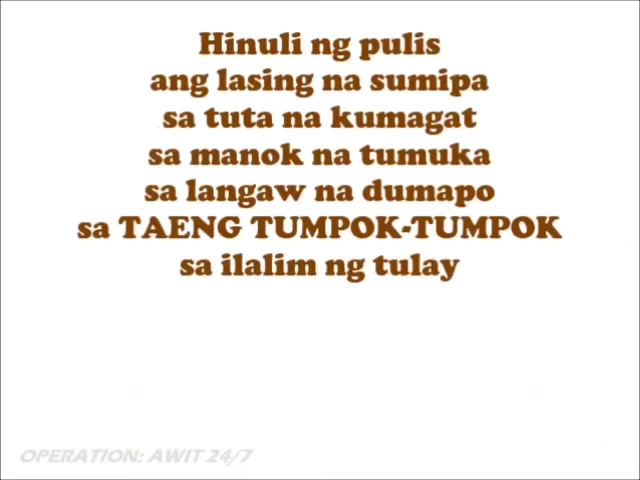 Hinuli ng pulis
ang lasing na sumipa
sa tuta na kumagat
sa manok na tumuka
sa langaw na dumapo
sa TAENG TUMPOK-TUMPOK
sa ilalim ng tulay
OPERATION: AWIT 24/7